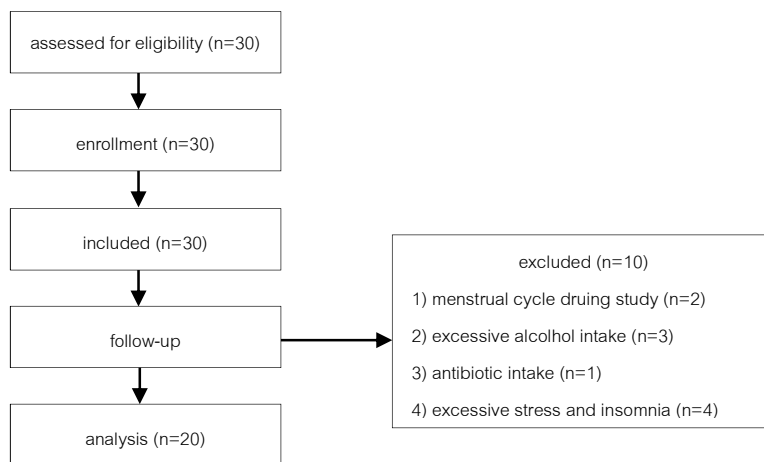 assessed for eligibility (n=30)
enrollment (n=30)
included (n=30)
follow-up
excluded (n=10)
1) menstrual cycle druing study (n=2)
2) excessive alcolhol intake (n=3)
3) antibiotic intake (n=1)
4) excessive stress and insomnia (n=4)
analysis (n=20)